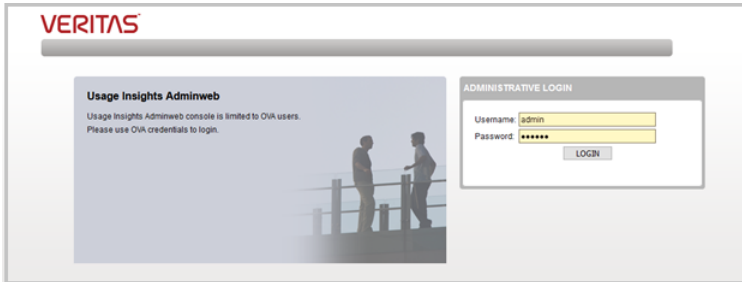 VERITAS
Usage Insights Adminweb
Usage Insights Adminweb console is limited to OVA users.
Please use OVA credentials to login.
ADMINISTRATIVE LOGIN
Username: admin
Password: ●●●●●●
LOGIN